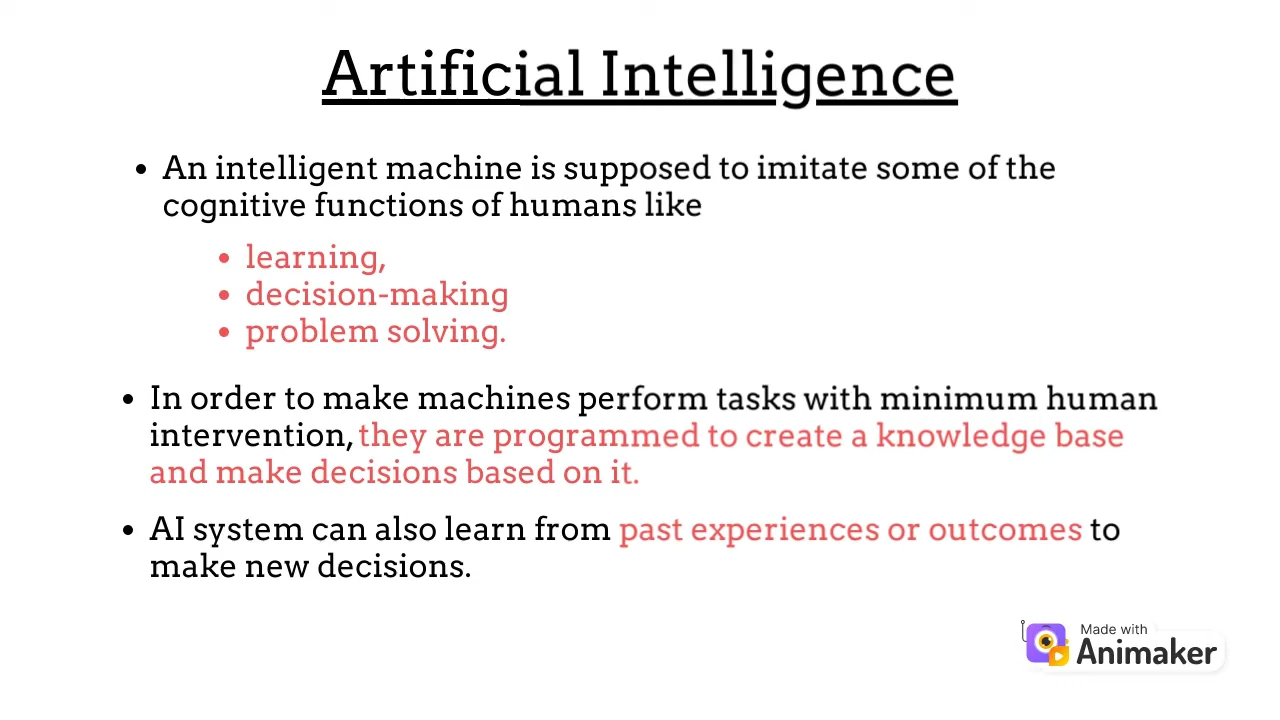 Artificial Intelligence
• An intelligent machine is supposed to imitate some of the
cognitive functions of humans like
• learning,
• decision-making
• problem solving.
• In order to make machines perform tasks with minimum human
intervention, they are programmed to create a knowledge base
and make decisions based on it.
• AI system can also learn from past experiences or outcomes to
make new decisions.
Made with
Animaker